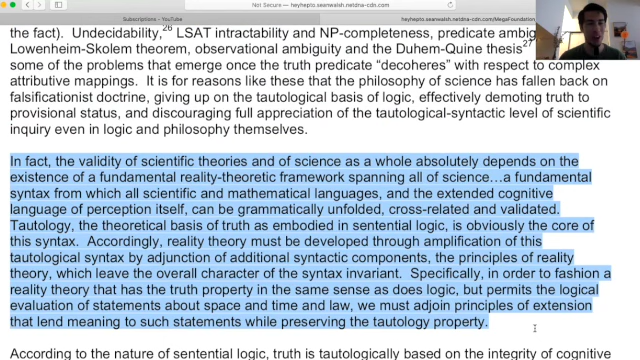 Not Secure — heyhepto.seanwalsh.netdna-cdn.com
Subscriptions - YouTube
heyhepto.seanwalsh.netdna-cdn.com/MegaFoundation
the fact). Undecidability,26 LSAT intractability and NP-completeness, predicate ambig
Lowenheim-Skolem theorem, observational ambiguity and the Duhem-Quine thesis27
some of the problems that emerge once the truth predicate “decoheres” with respect to complex
attributive mappings. It is for reasons like these that the philosophy of science has fallen back on
falsificationist doctrine, giving up on the tautological basis of logic, effectively demoting truth to
provisional status, and discouraging full appreciation of the tautological-syntactic level of scientific
inquiry even in logic and philosophy themselves.
In fact, the validity of scientific theories and of science as a whole absolutely depends on the
existence of a fundamental reality-theoretic framework spanning all of science…a fundamental
syntax from which all scientific and mathematical languages, and the extended cognitive
language of perception itself, can be grammatically unfolded, cross-related and validated.
Tautology, the theoretical basis of truth as embodied in sentential logic, is obviously the core of
this syntax. Accordingly, reality theory must be developed through amplification of this
tautological syntax by adjunction of additional syntactic components, the principles of reality
theory, which leave the overall character of the syntax invariant. Specifically, in order to fashion a
reality theory that has the truth property in the same sense as does logic, but permits the logical
evaluation of statements about space and time and law, we must adjoin principles of extension
that lend meaning to such statements while preserving the tautology property.
According to the nature of sentential logic, truth is tautologically based on the integrity of cognitive